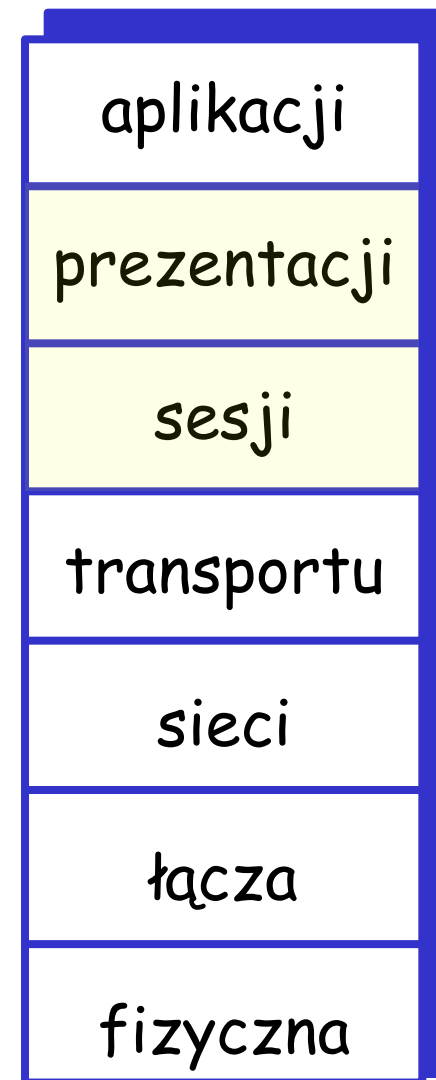 aplikacji
prezentacji
sesji
transportu
sieci
łącza
fizyczna